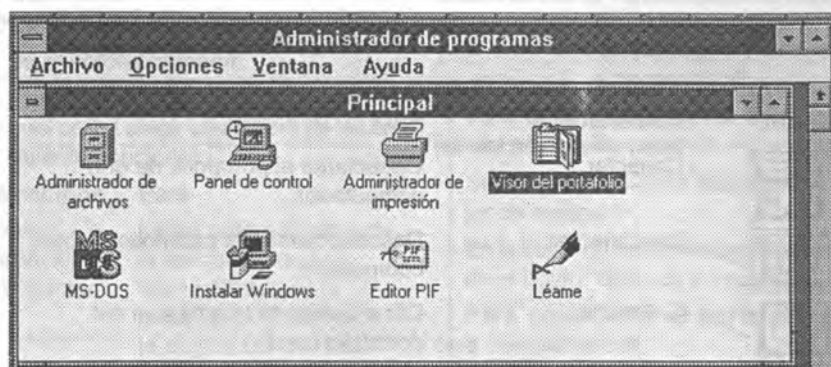 Administrador de programas
Archivo Opciones Ventana Ayuda
Principal
Administrador de archivos
Panel de control
Administrador de impresión
Visor del portafolio
MS-DOS
Instalar Windows
PIF
Editor PIF
Léame